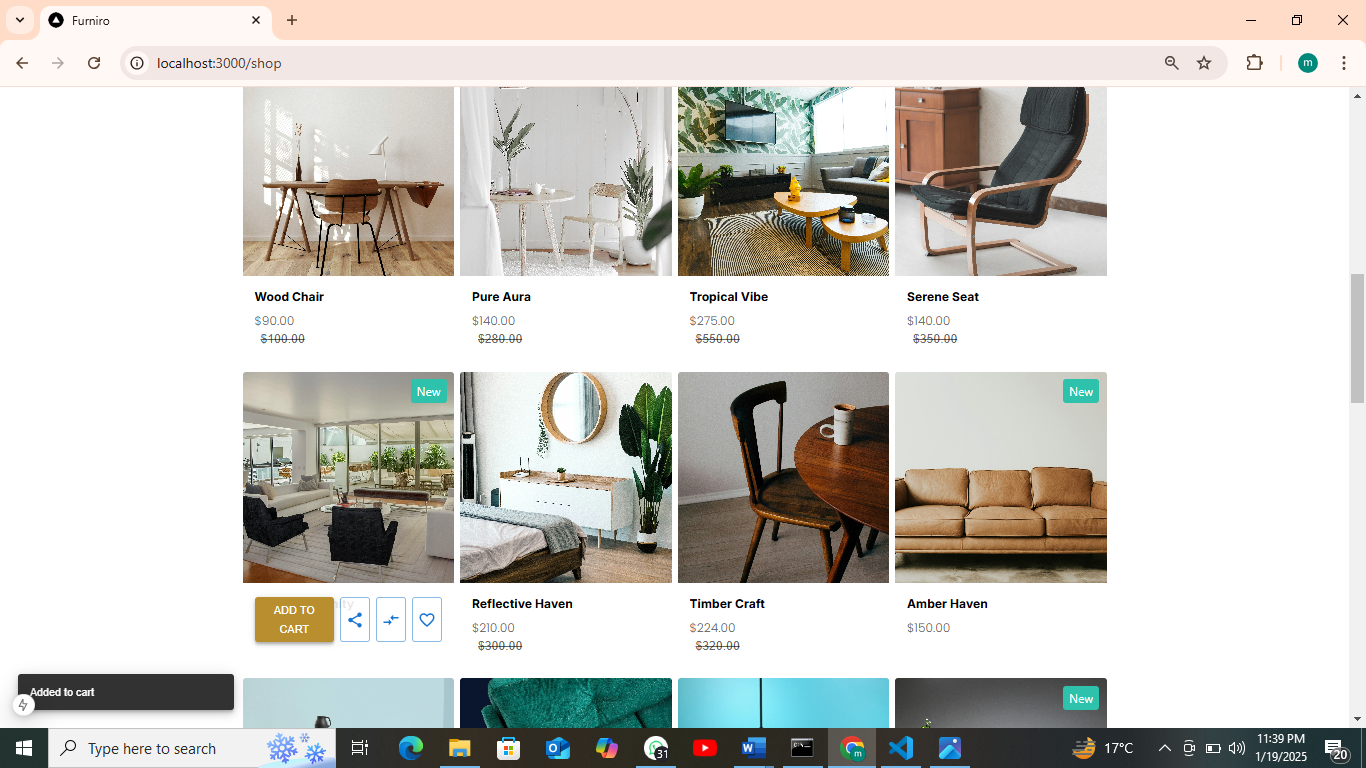 Furniro
localhost:3000/shop
m
Wood Chair
Pure Aura
Tropical Vibe
Serene Seat
$90.00
$140.00
$275.00
$140.00
$100.00
$280.00
$550.00
$350.00
New
New
ADD TO
CART
Reflective Haven
Timber Craft
Amber Haven
$210.00
$224.00
$150.00
$300.00
$320.00
Added to cart
New
Type here to search
31
17°C
11:39 PM
1/19/2025
20